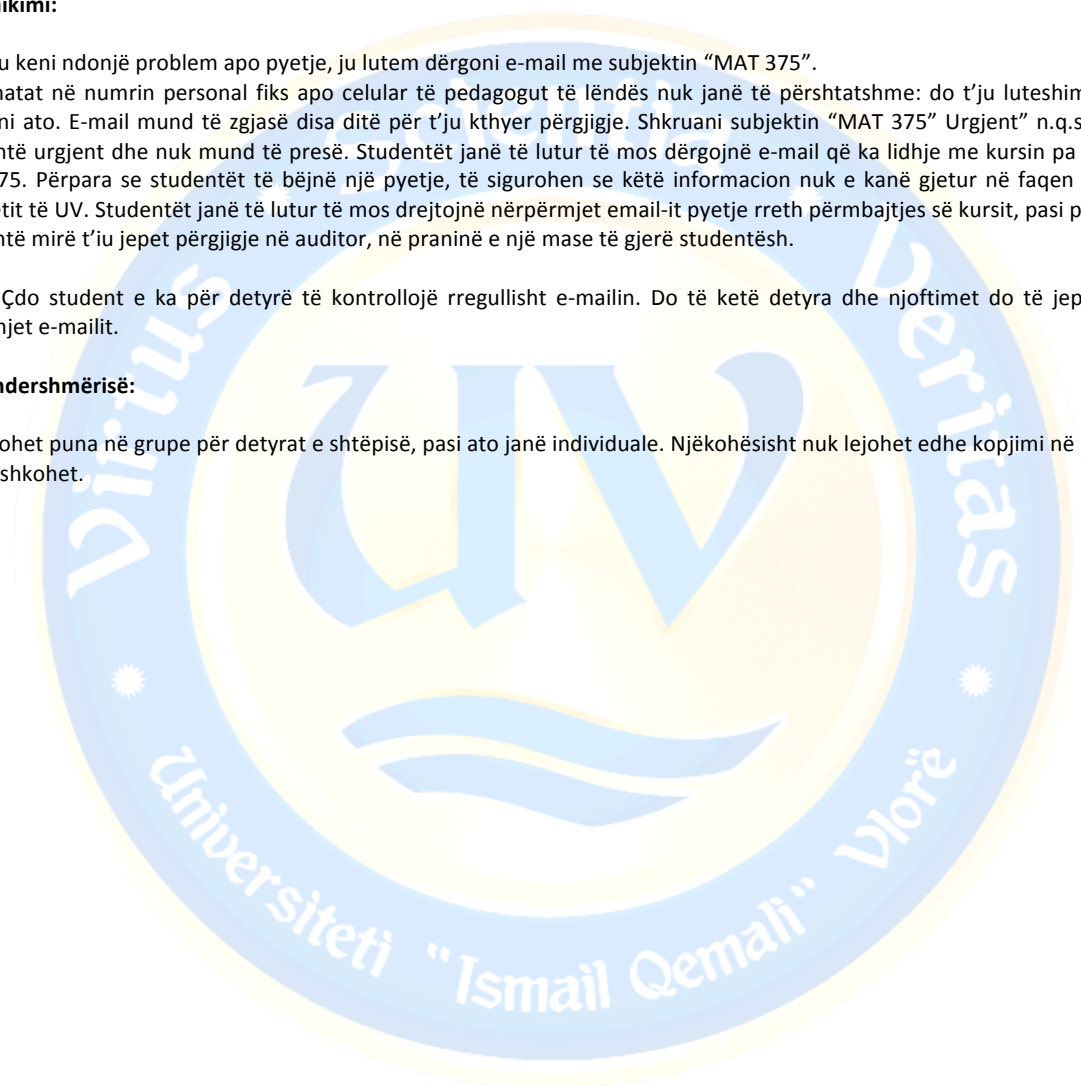 ikimi:
u keni ndonjë problem apo pyetje, ju lutem dërgoni e-mail me subjektin “MAT 375”.
natat në numrin personal fiks apo celular të pedagogut të lëndës nuk janë të përshtatshme: do t’ju luteshim
ni ato. E-mail mund të zgjasë disa ditë për t’ju kthyer përgjigje. Shkruani subjektin “MAT 375” Urgjent” n.q.s
ntë urgjent dhe nuk mund të presë. Studentët janë të lutur të mos dërgojnë e-mail që ka lidhje me kursin pa
75. Përpara se studentët të bëjnë një pyetje, të sigurohen se këtë informacion nuk e kanë gjetur në faqen
etit të UV. Studentët janë të lutur të mos drejtojnë nërpërmjet email-it pyetje rreth përmbajtjes së kursit, pasi p
ntë mirë t’iu jepet përgjigje në auditor, në praninë e një mase të gjerë studentësh.
Çdo student e ka për detyrë të kontrollojë rregullisht e-mailin. Do të ketë detyra dhe njoftimet do të jep
njet e-mailit.
ndershmërisë:
ohet puna në grupe për detyrat e shtëpisë, pasi ato janë individuale. Njëkohësisht nuk lejohet edhe kopjimi në
shkohet.
Virtus Scientia Veritas
UV
Universiteti “Ismail Qemali” Vlorë